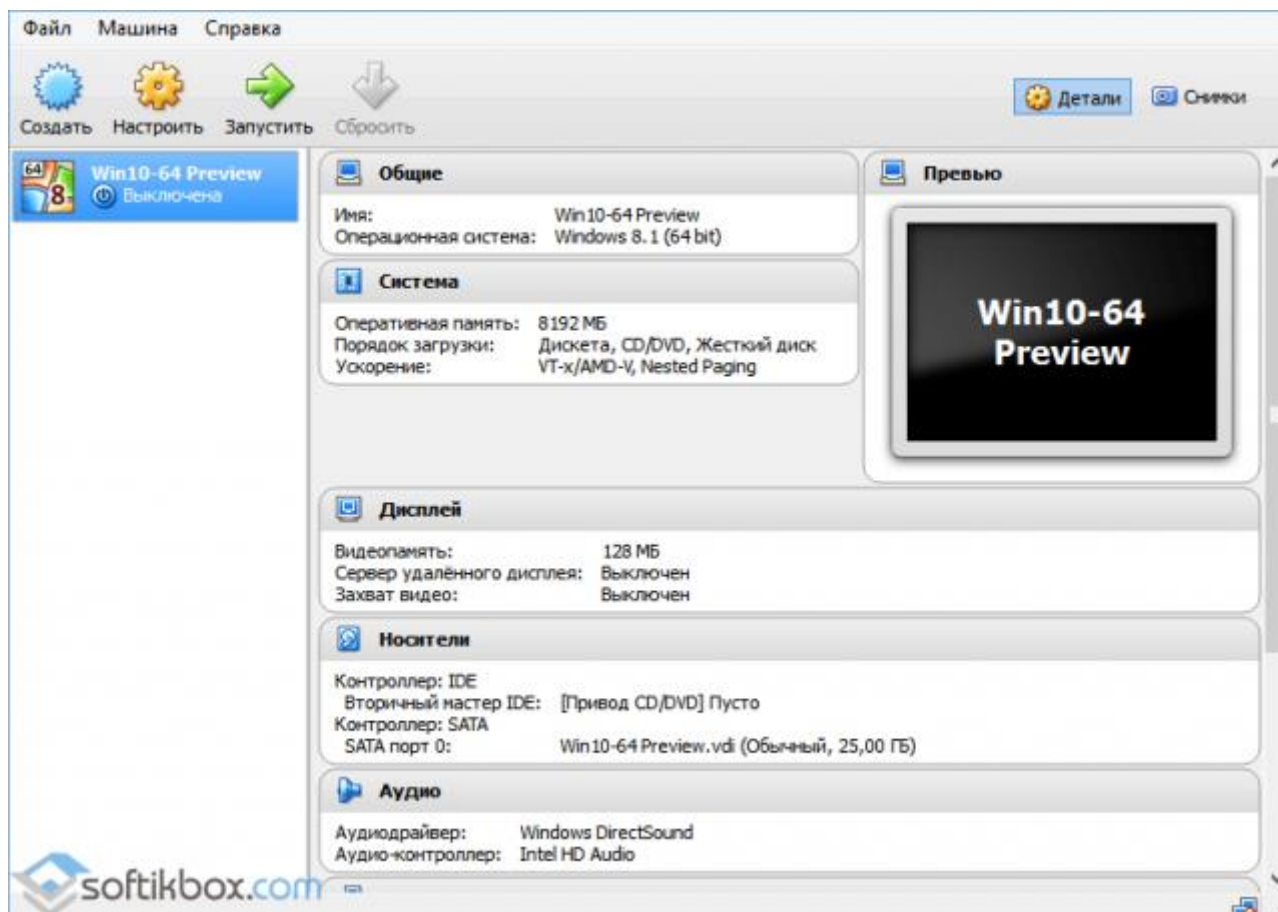 Файл Машина Справка
Создать Настроить Запустить Сбросить
Детали Снимки
64
8
Win10-64 Preview
Выключена
Общие
Имя: Win10-64 Preview
Операционная система: Windows 8.1 (64 bit)
Превью
Win10-64
Preview
Система
Оперативная память: 8192 МБ
Порядок загрузки: Дискета, CD/DVD, Жесткий диск
Ускорение: VT-x/AMD-V, Nested Paging
Дисплей
Видеопамять: 128 МБ
Сервер удалённого дисплея: Выключен
Захват видео: Выключен
Носители
Контроллер: IDE
Вторичный мастер IDE: [Привод CD/DVD] Пусто
Контроллер: SATA
SATA порт 0: Win10-64 Preview.vdi (Обычный, 25,00 ГБ)
Аудио
Аудиодрайвер: Windows DirectSound
Аудио-контроллер: Intel HD Audio
softikbox.com